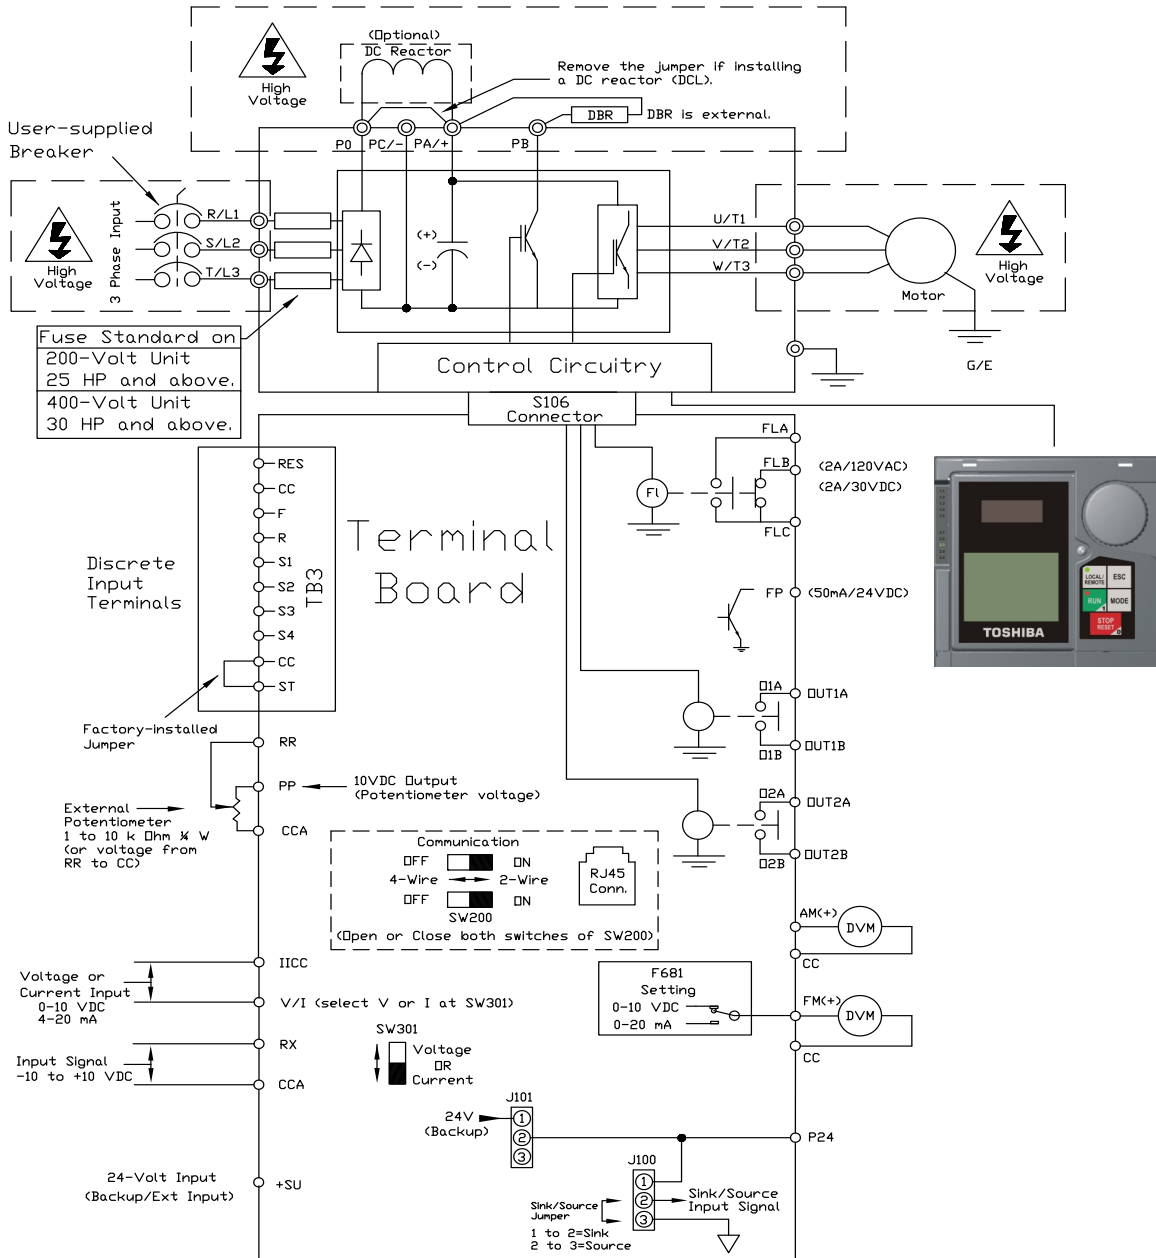 (Optional)
DC Reactor
Remove the jumper if installing
a DC reactor (DCL).
High
Voltage
DBR
DBR is external.
User-supplied
Breaker
P0
PC/-
PA/+
PB
3 Phase Input
R/L1
S/L2
T/L3
High
Voltage
(+)
(-)
U/T1
V/T2
W/T3
Motor
High
Voltage
G/E
Fuse Standard on
200-Volt Unit
25 HP and above.
400-Volt Unit
30 HP and above.
Control Circuitry
S106
Connector
FLA
FLB
(2A/120VAC)
(2A/30VDC)
Fl
FLC
RES
CC
F
R
S1
S2
S3
S4
CC
ST
TB3
Discrete
Input
Terminals
Terminal
Board
FP
(50mA/24VDC)
LOCAL/
REMOTE
ESC
RUN
MODE
STOP
RESET
TOSHIBA
Factory-Installed
Jumper
O1A
OUT1A
O1B
OUT1B
RR
PP
10VDC Output
(Potentiometer voltage)
External
Potentiometer
1 to 10 k Ohm ¼ W
(or voltage from
RR to CC)
CCA
O2A
OUT2A
O2B
OUT2B
Communication
OFF
ON
4-Wire
2-Wire
OFF
ON
SW200
(Open or Close both switches of SW200)
RJ45
Conn.
AM(+)
DVM
CC
Voltage or
Current Input
0-10 VDC
4-20 mA
IICC
V/I (select V or I at SW301)
F681
Setting
0-10 VDC
0-20 mA
FM(+)
DVM
CC
Input Signal
-10 to +10 VDC
RX
CCA
SW301
Voltage
OR
Current
J101
24V
(Backup)
1
2
3
P24
24-Volt Input
(Backup/Ext Input)
+SU
J100
1
2
3
Sink/Source
Jumper
1 to 2=Sink
2 to 3=Source
Sink/Source
Input Signal